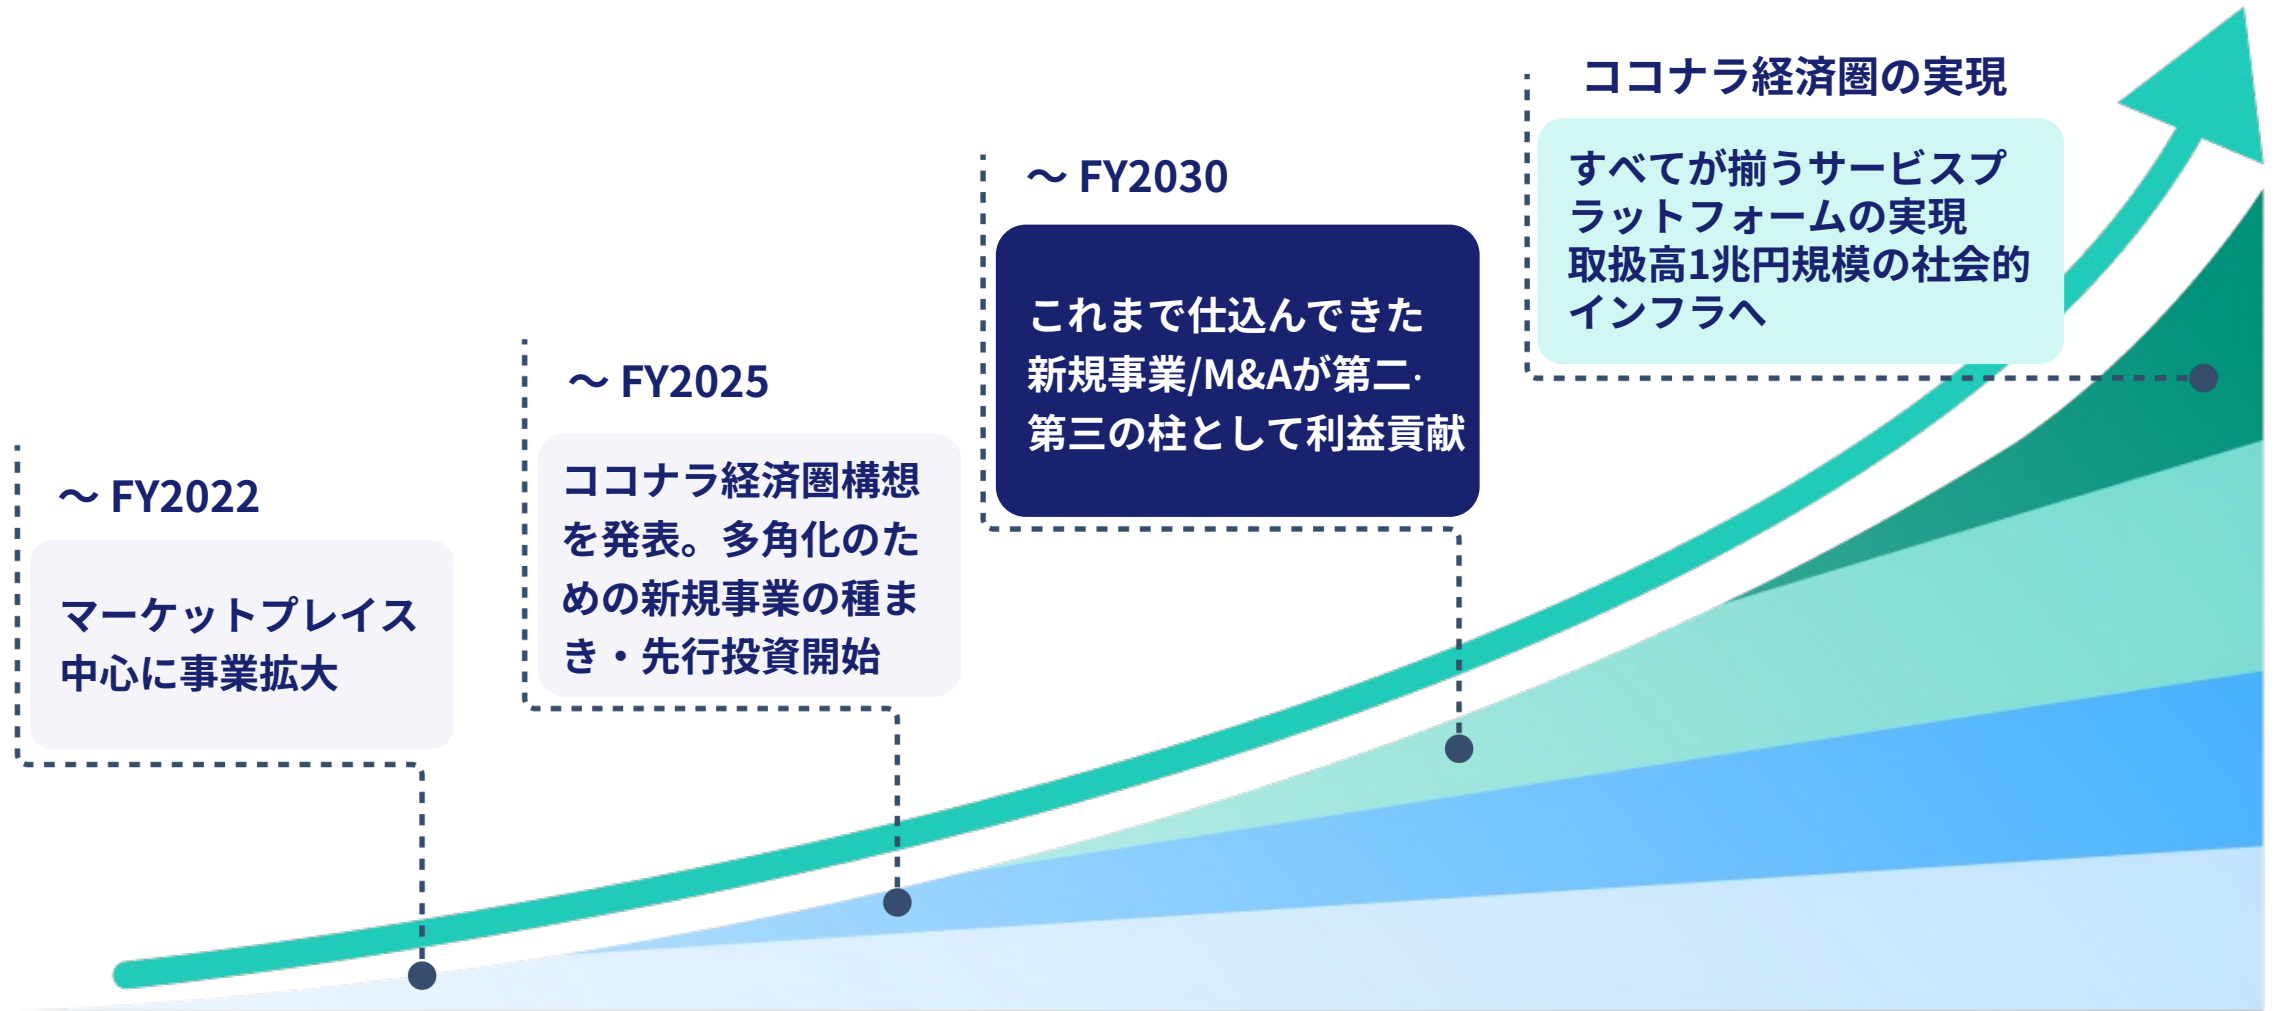 ～ FY2022
マーケットプレイス
中心に事業拡大
～ FY2025
ココナラ経済圏構想
を発表。多角化のた
めの新規事業の種ま
き・先行投資開始
～ FY2030
これまで仕込んできた
新規事業/M&Aが第二·
第三の柱として利益貢献
ココナラ経済圏の実現
すべてが揃うサービスプ
ラットフォームの実現
取扱高1兆円規模の社会的
インフラへ